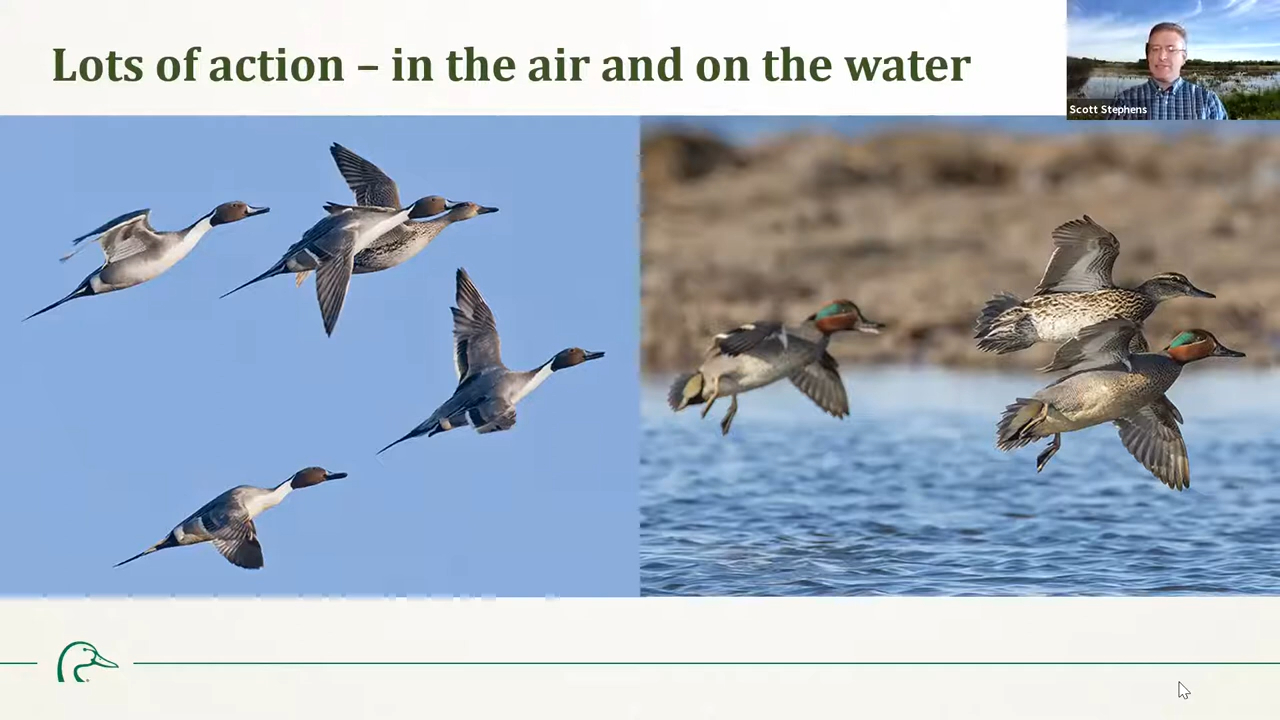 Lots of action – in the air and on the water
Scott Stephens